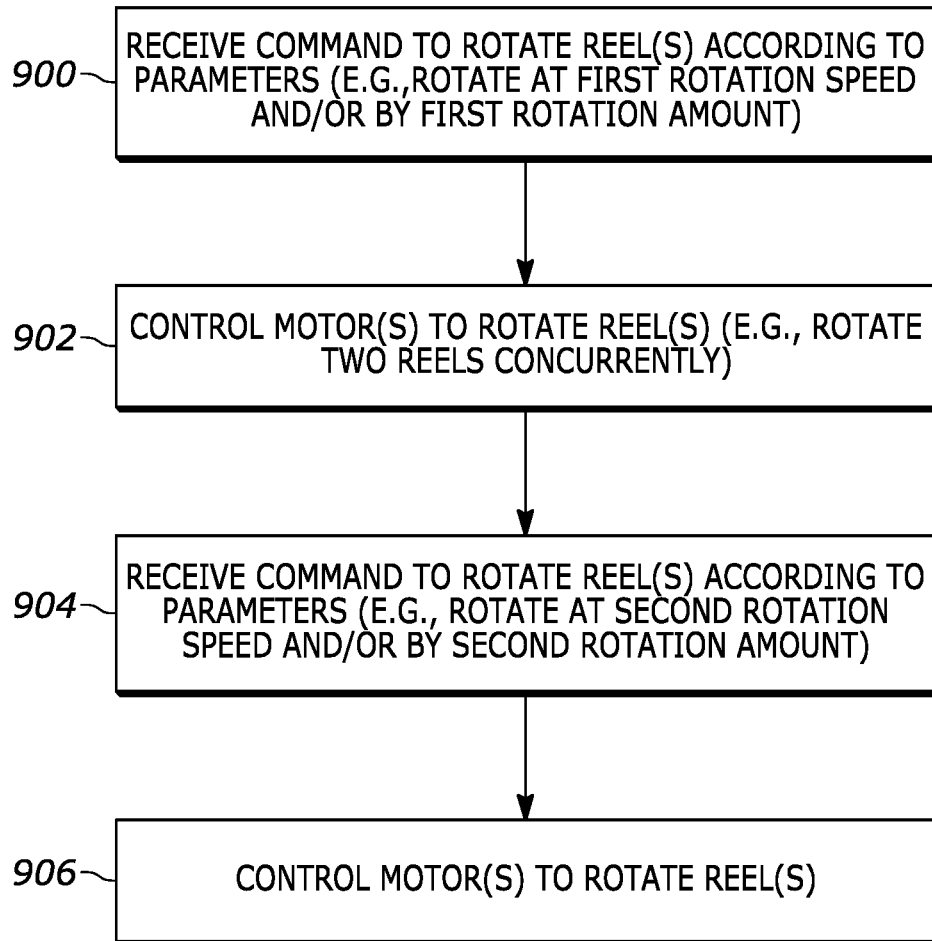 900
RECEIVE COMMAND TO ROTATE REEL(S) ACCORDING TO
PARAMETERS (E.G.,ROTATE AT FIRST ROTATION SPEED
AND/OR BY FIRST ROTATION AMOUNT)
902
CONTROL MOTOR(S) TO ROTATE REEL(S) (E.G., ROTATE
TWO REELS CONCURRENTLY)
904
RECEIVE COMMAND TO ROTATE REEL(S) ACCORDING TO
PARAMETERS (E.G., ROTATE AT SECOND ROTATION
SPEED AND/OR BY SECOND ROTATION AMOUNT)
906
CONTROL MOTOR(S) TO ROTATE REEL(S)